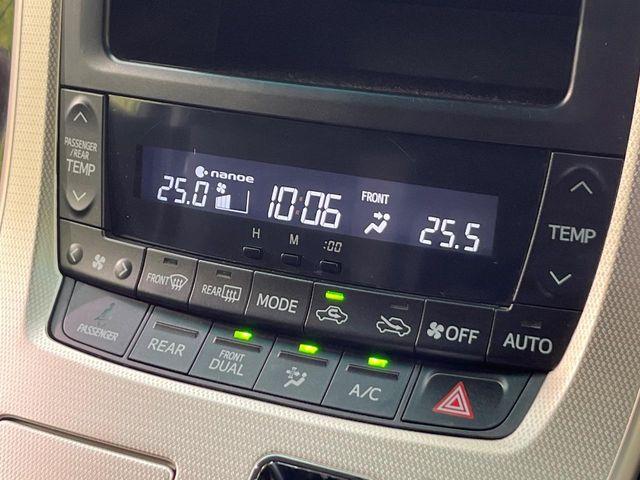 PASSENGER
/REAR
TEMP
nanoe
25.0 10:06 FRONT 25.5
H M :00
TEMP
FRONT REAR MODE OFF AUTO
PASSENGER REAR FRONT
DUAL A/C